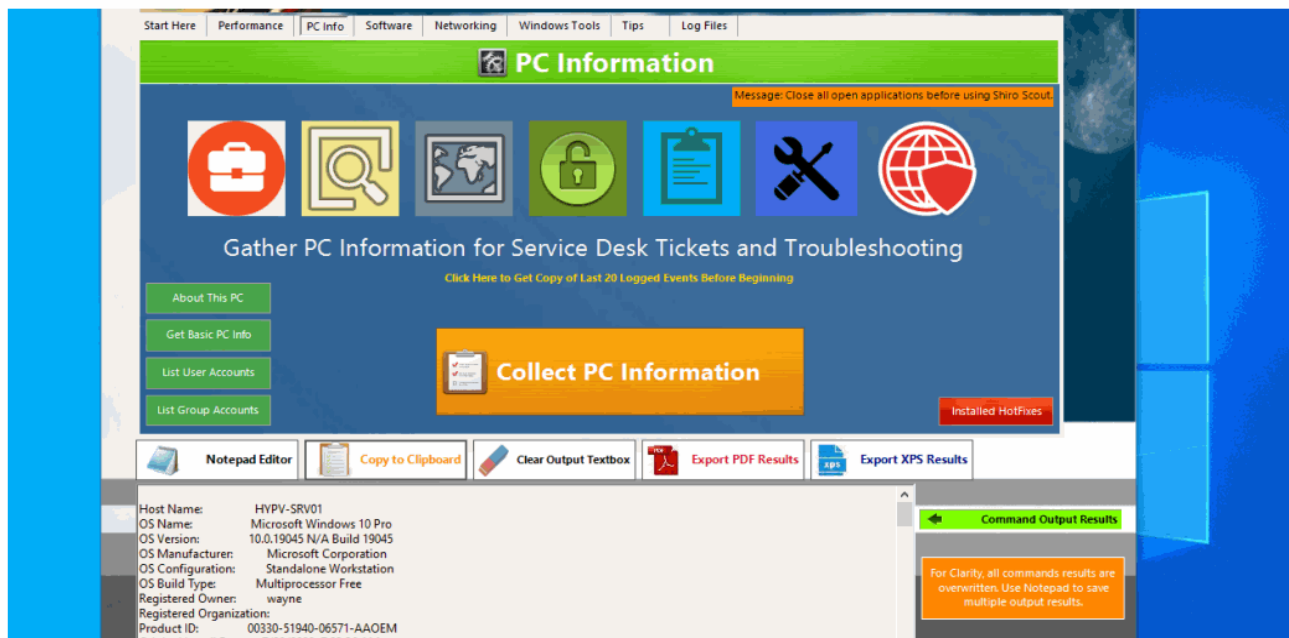 Start Here Performance PC Info Software Networking Windows Tools Tips Log Files
PC Information
Message: Close all open applications before using Shiro Scout.
Gather PC Information for Service Desk Tickets and Troubleshooting
Click Here to Get Copy of Last 20 Logged Events Before Beginning
About This PC
Get Basic PC Info
List User Accounts
List Group Accounts
Collect PC Information
Installed HotFixes
Notepad Editor Copy to Clipboard Clear Output Textbox Export PDF Results Export XPS Results
Host Name: HYPV-SRV01
OS Name: Microsoft Windows 10 Pro
OS Version: 10.0.19045 N/A Build 19045
OS Manufacturer: Microsoft Corporation
OS Configuration: Standalone Workstation
OS Build Type: Multiprocessor Free
Registered Owner: wayne
Registered Organization:
Product ID: 00330-51940-06571-AAOEM
Command Output Results
For Clarity, all commands results are
overwritten. Use Notepad to save
multiple output results.